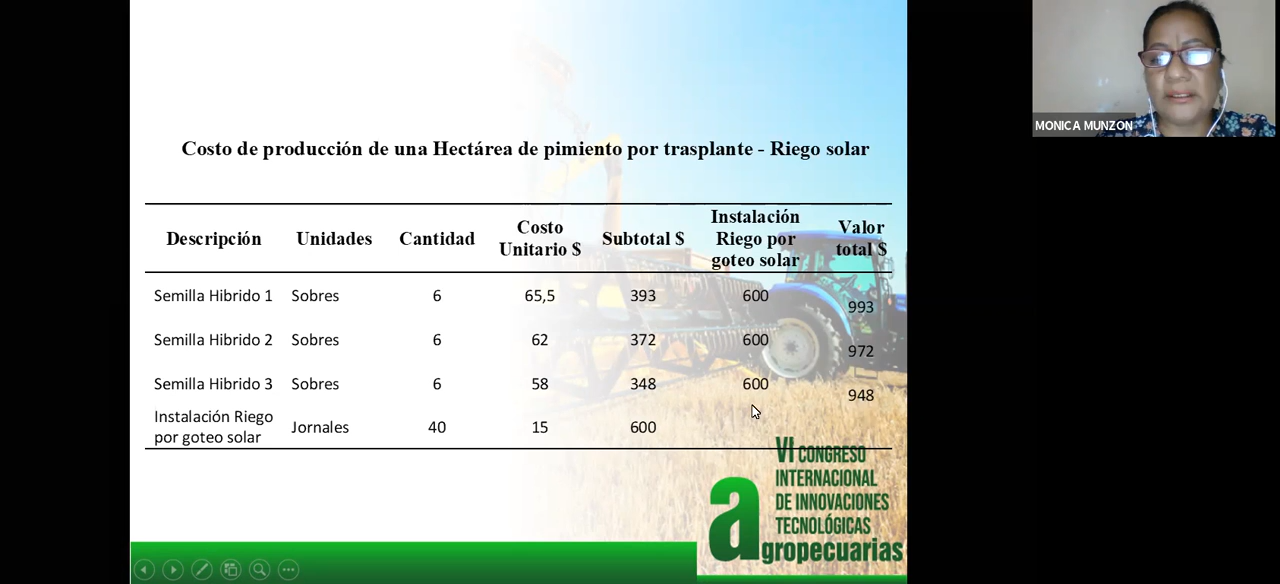 MONICA MUNZON
Costo de producción de una Hectárea de pimiento por trasplante - Riego solar
Descripción Unidades Cantidad Costo Unitario $ Subtotal $ Instalación Riego por goteo solar Valor total $
Semilla Hibrido 1 Sobres 6 65,5 393 600 993
Semilla Hibrido 2 Sobres 6 62 372 600 972
Semilla Hibrido 3 Sobres 6 58 348 600 948
Instalación Riego por goteo solar Jornales 40 15 600
VI CONGRESO
INTERNACIONAL
DE INNOVACIONES
TECNOLÓGICAS
agropecuarias